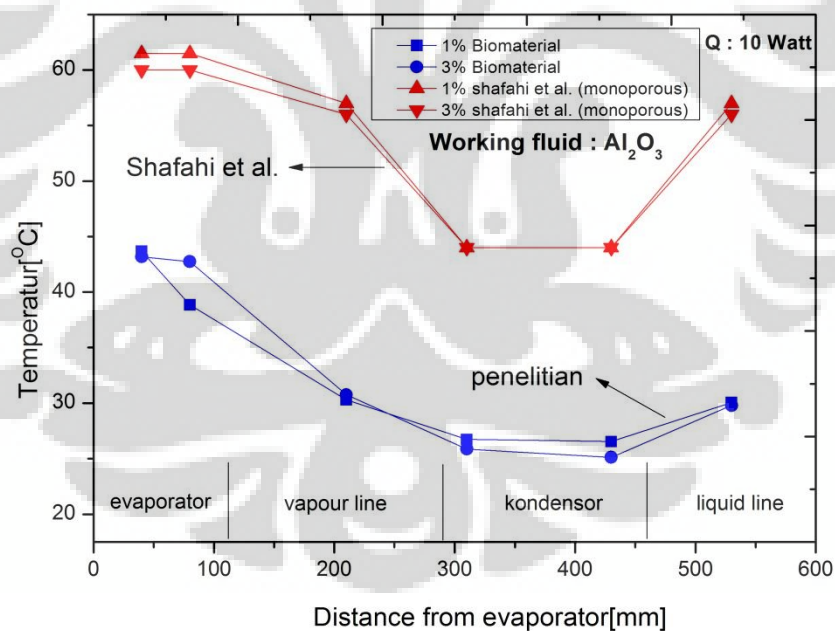 1% Biomaterial
3% Biomaterial
1% shafahi et al. (monoporous)
3% shafahi et al. (monoporous)
Q : 10 Watt
Working fluid : Al₂O₃
Shafahi et al.
penelitian
evaporator
vapour line
kondensor
liquid line
Temperatur[°C]
60
50
40
30
20
0
100
200
300
400
500
600
Distance from evaporator[mm]